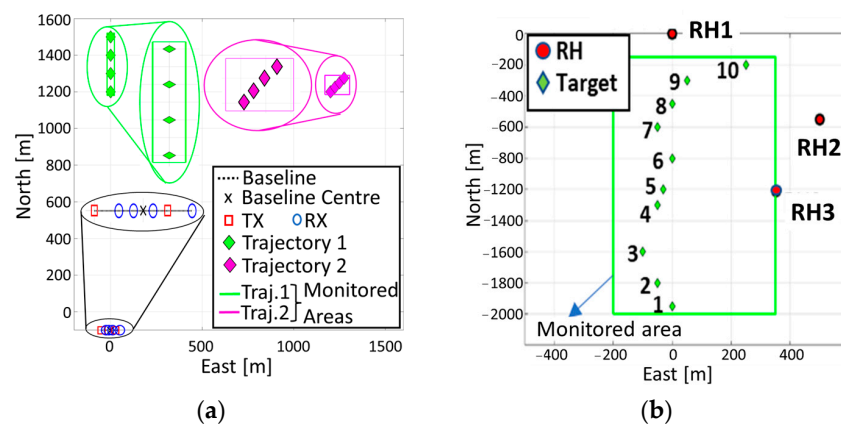 1600
1400
1200
1000
800
600
400
200
0
North [m]
0
500
1000
1500
East [m]
Baseline
Baseline Centre
TX RX
Trajectory 1
Trajectory 2
Traj.1 Monitored
Traj.2 Areas
(a)
RH1
RH
Target
0
−200
−400
−600
−800
−1000
−1200
−1400
−1600
−1800
−2000
North [m]
10
9
8
7
6
5
4
3
2
1
RH2
RH3
Monitored area
−400
−200
0
200
400
East [m]
(b)